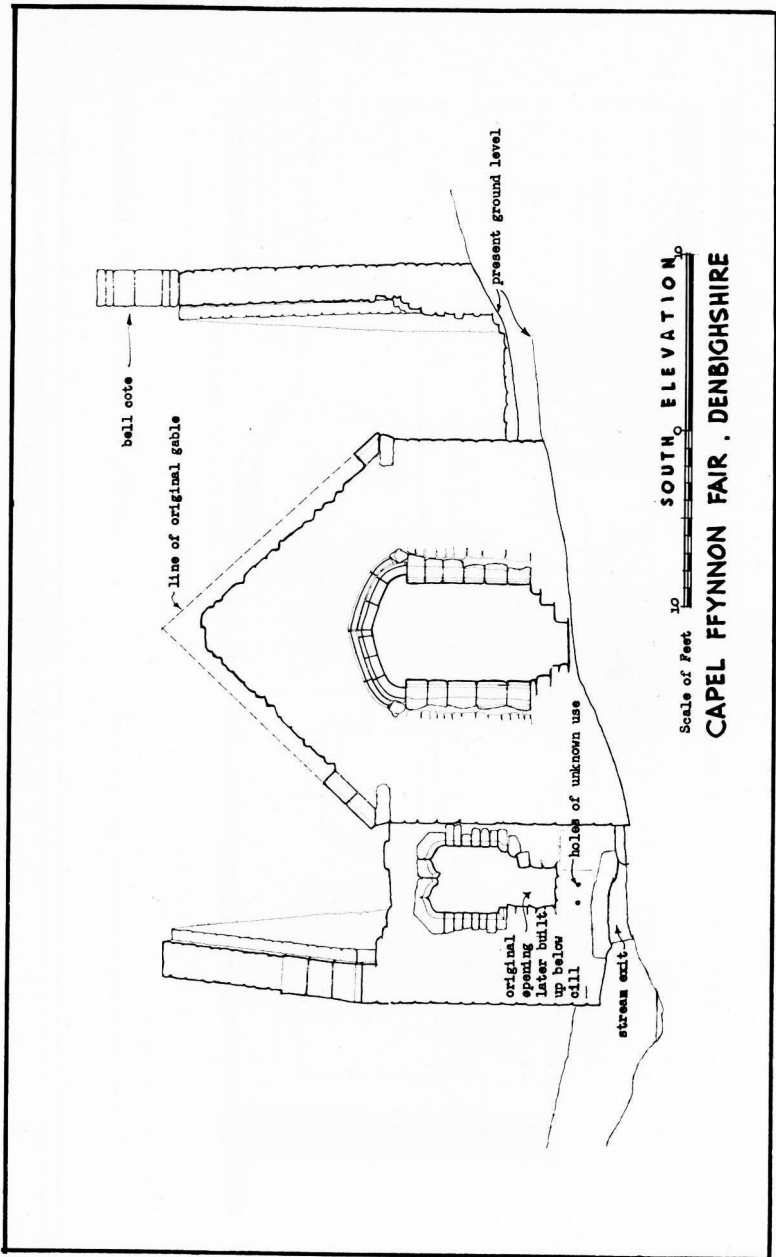 bell cote
line of original gable
present ground level
original
opening
later built
up below
cill
holes of unknown use
stream exit
SOUTH ELEVATION
Scale of Feet
10 0 10
CAPEL FFYNNON FAIR, DENBIGHSHIRE